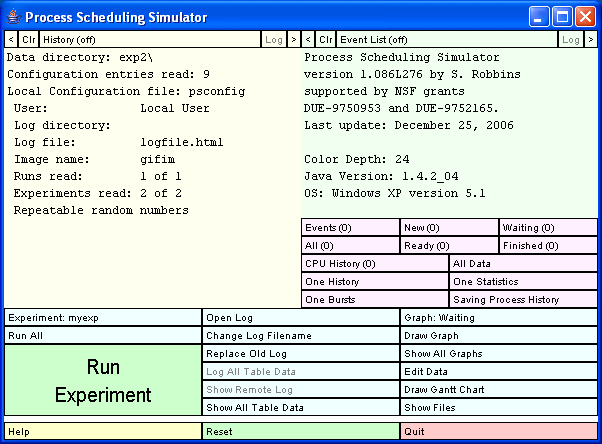 Process Scheduling Simulator
< Clr History (off) Log >
< Clr Event List (off) Log >
Data directory: exp2\
Configuration entries read: 9
Local Configuration file: psconfig
User: Local User
Log directory:
Log file: logfile.html
Image name: gifim
Runs read: 1 of 1
Experiments read: 2 of 2
Repeatable random numbers
Process Scheduling Simulator
version 1.086L276 by S. Robbins
supported by NSF grants
DUE-9750953 and DUE-9752165.
Last update: December 25, 2006
Color Depth: 24
Java Version: 1.4.2_04
OS: Windows XP version 5.1
Events (0) New (0) Waiting (0)
All (0) Ready (0) Finished (0)
CPU History (0) All Data
One History One Statistics
One Bursts Saving Process History
Experiment: myexp Open Log Graph: Waiting
Run All Change Log Filename Draw Graph
Run
Experiment
Replace Old Log Show All Graphs
Log All Table Data Edit Data
Show Remote Log Draw Gantt Chart
Show All Table Data Show Files
Help Reset Quit